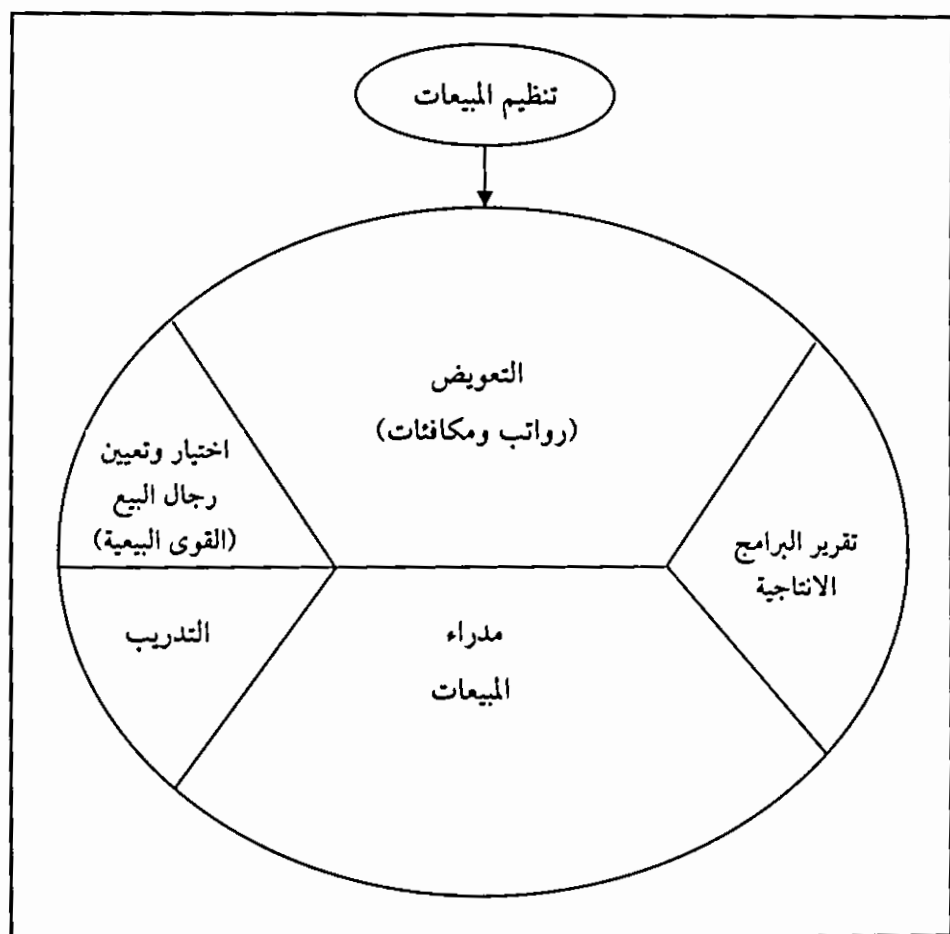 تنظيم المبيعات
التعويض
(رواتب ومكافئات)
اختيار وتعيين
رجال البيع
(القوى البيعية)
تقرير البرامج
الانتاجية
التدريب
مدراء
المبيعات